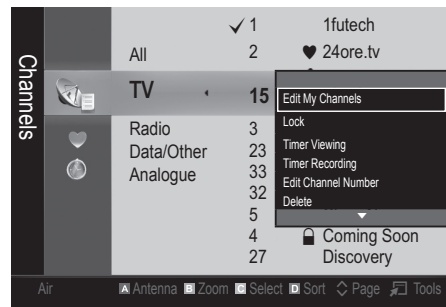 Channels
✓ 1 1futech
All 2 ♥ 24ore.tv
TV 15
Radio 3
Data/Other 23
Analogue 33
32
5
4 Coming Soon
27 Discovery
Edit My Channels
Lock
Timer Viewing
Timer Recording
Edit Channel Number
Delete
Air A Antenna B Zoom C Select D Sort Page Tools